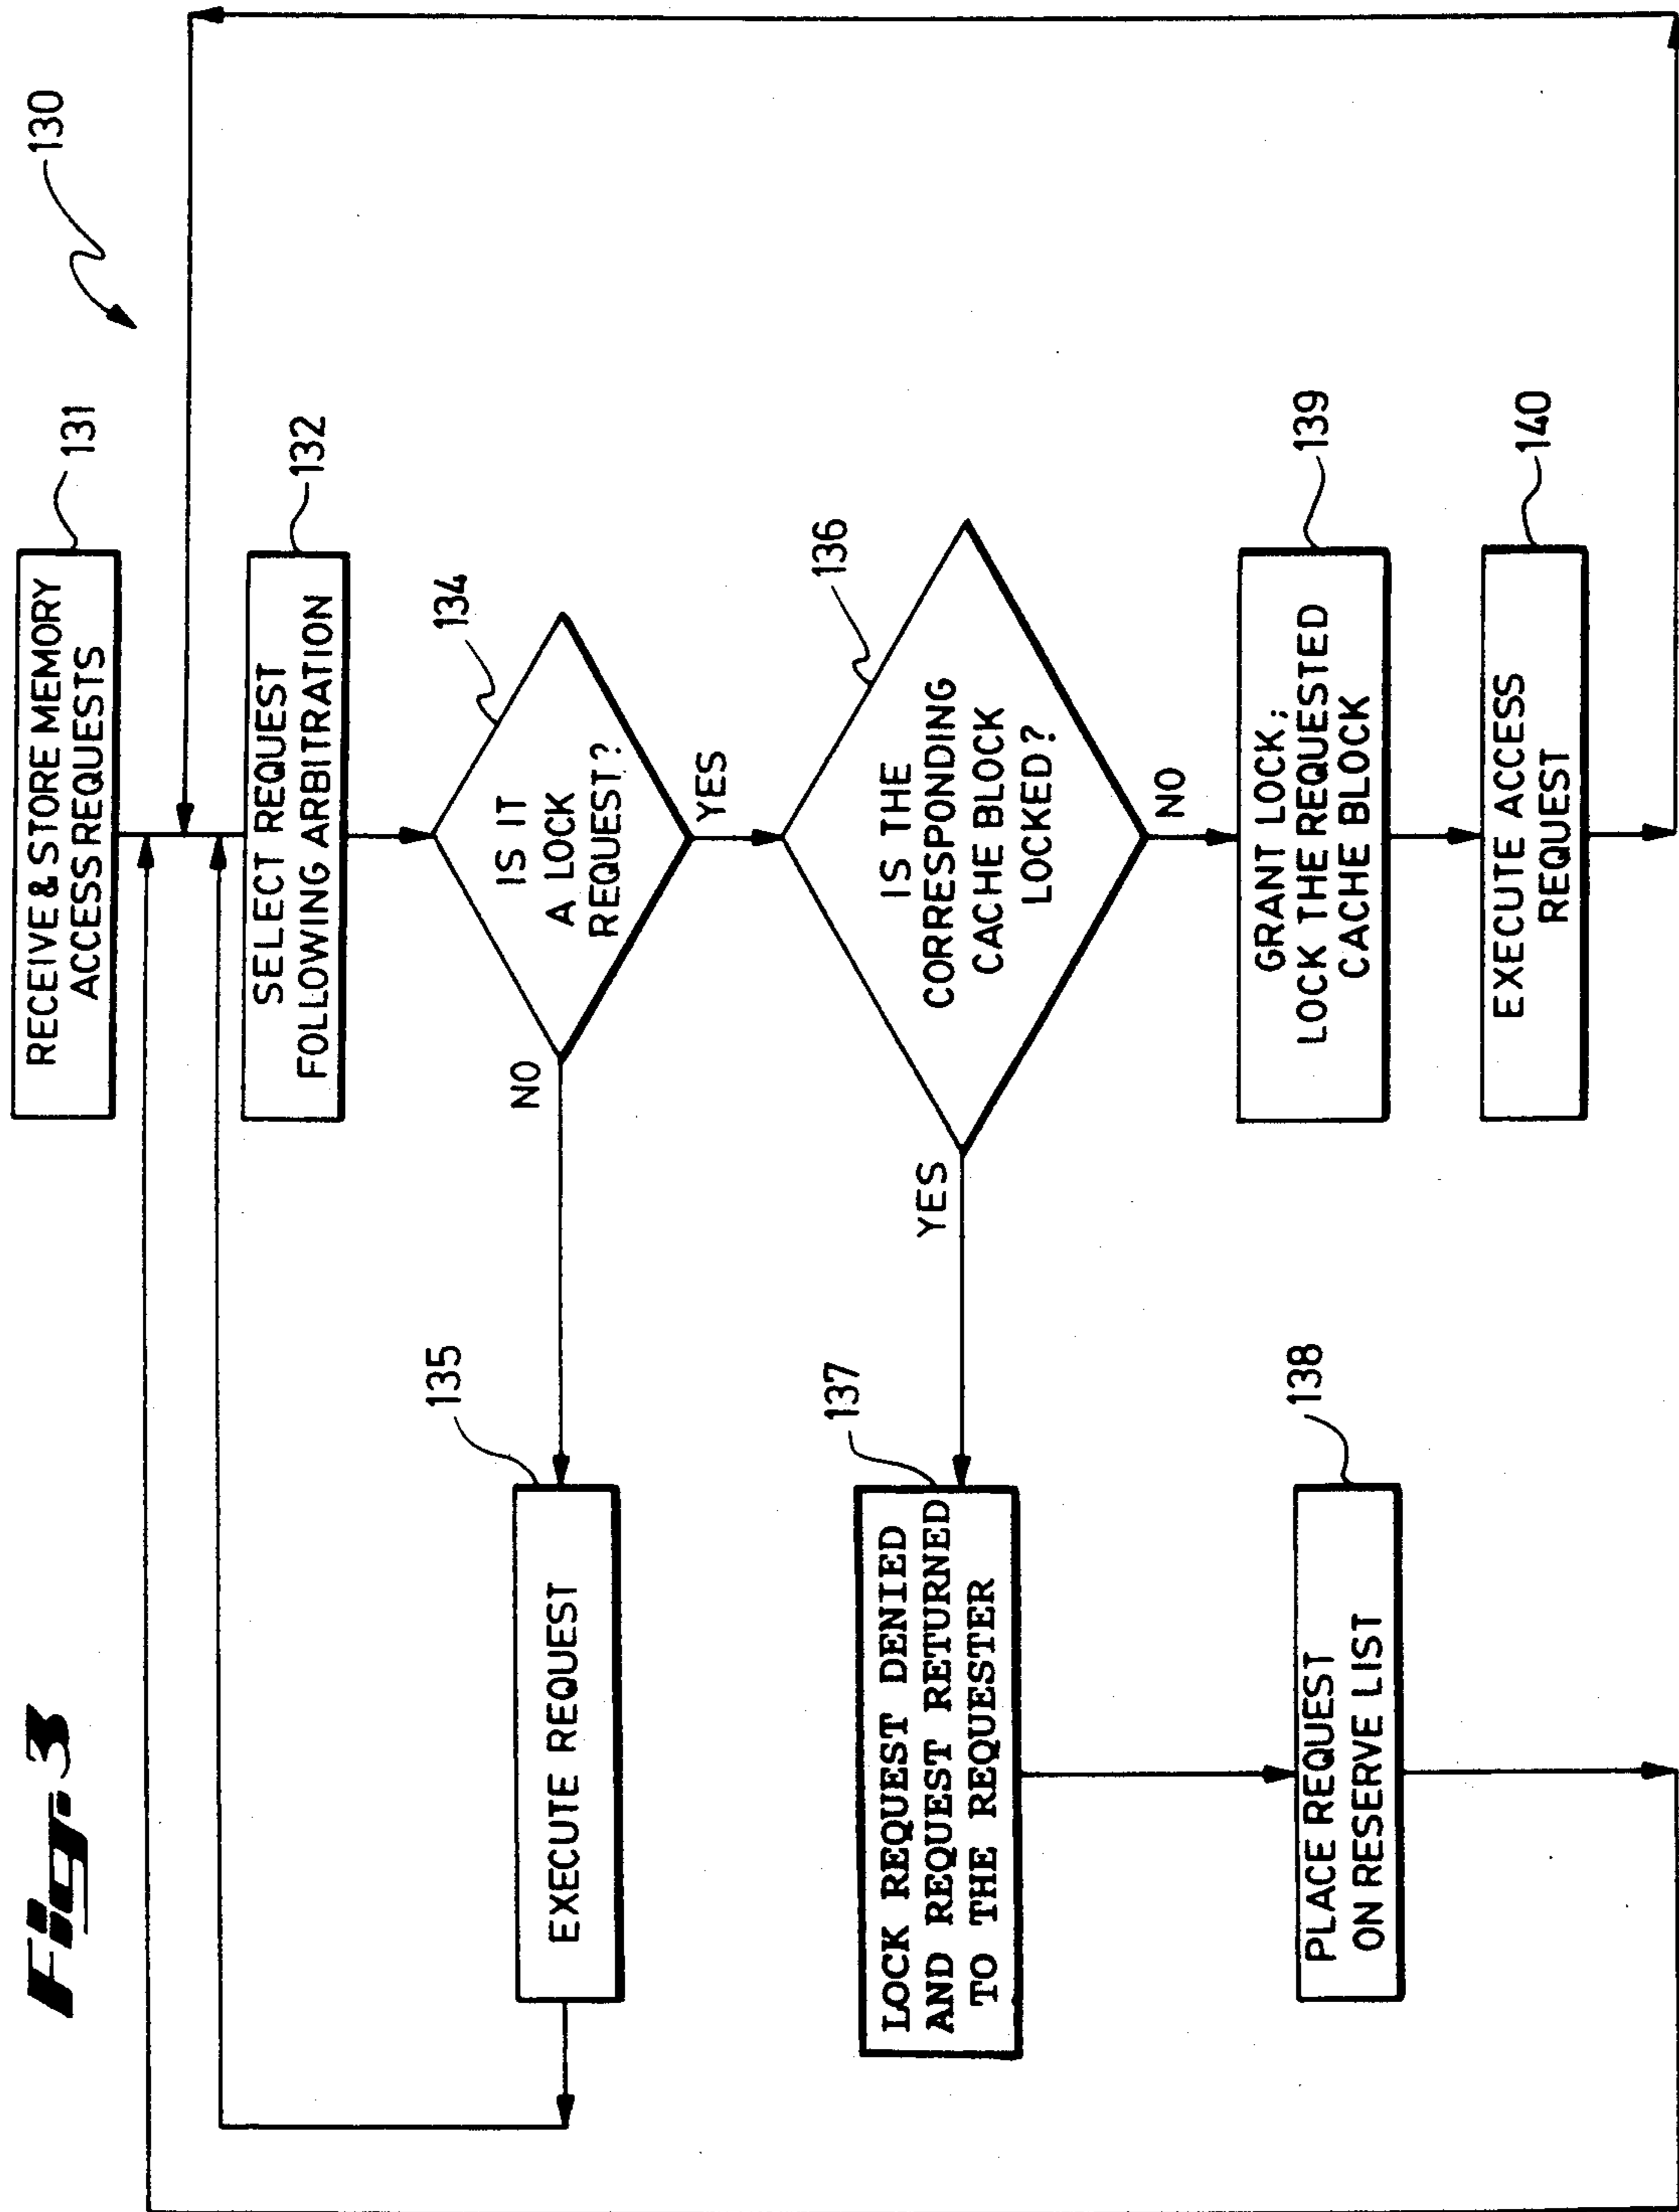 Fig. 3
130
RECEIVE & STORE MEMORY
ACCESS REQUESTS
131
SELECT REQUEST
FOLLOWING ARBITRATION
132
IS IT
A LOCK
REQUEST?
134
NO
YES
EXECUTE REQUEST
135
IS THE
CORRESPONDING
CACHE BLOCK
LOCKED?
136
YES
NO
LOCK REQUEST DENIED
AND REQUEST RETURNED
TO THE REQUESTER
137
PLACE REQUEST
ON RESERVE LIST
138
GRANT LOCK;
LOCK THE REQUESTED
CACHE BLOCK
139
EXECUTE ACCESS
REQUEST
140